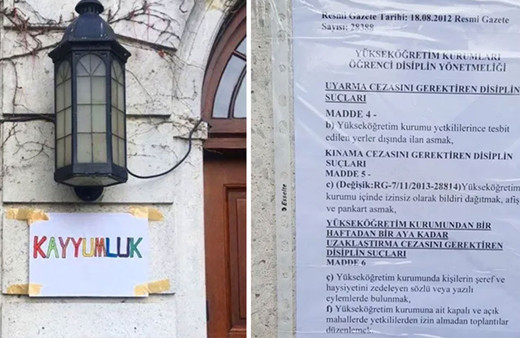 KAYYUMLUK
Resmi Gazete Tarihi: 18.08.2012 Resmi Gazete
Sayısı: 28388
YÜKSEKÖĞRETİM KURUMLARI
ÖĞRENCİ DİSİPLİN YÖNETMELİĞİ
UYARMA CEZASINI GEREKTİREN DİSİPLİN
SUÇLARI
MADDE 4 -
b) Yükseköğretim kurumu yetkililerince tesbit
edilen yerler dışında ilan asmak,
KINAMA CEZASINI GEREKTİREN DİSİPLİN
SUÇLARI
MADDE 5 -
c) (Değişik:RG-7/11/2013-28814)Yükseköğretim
kurumu içinde izinsiz olarak bildiri dağıtmak, afiş
ve pankart asmak,
YÜKSEKÖĞRETİM KURUMUNDAN BİR
HAFTADAN BİR AYA KADAR
UZAKLAŞTIRMA CEZASINI GEREKTİREN
DİSİPLİN SUÇLARI
MADDE 6
ç) Yükseköğretim kurumunda kişilerin şeref ve
haysiyetini zedeleyen sözlü veya yazılı
eylemlerde bulunmak,
f) Yükseköğretim kurumuna ait kapalı ve açık
mahallerde yetkililerden izin almadan toplantılar
düzenlemek
Esselte